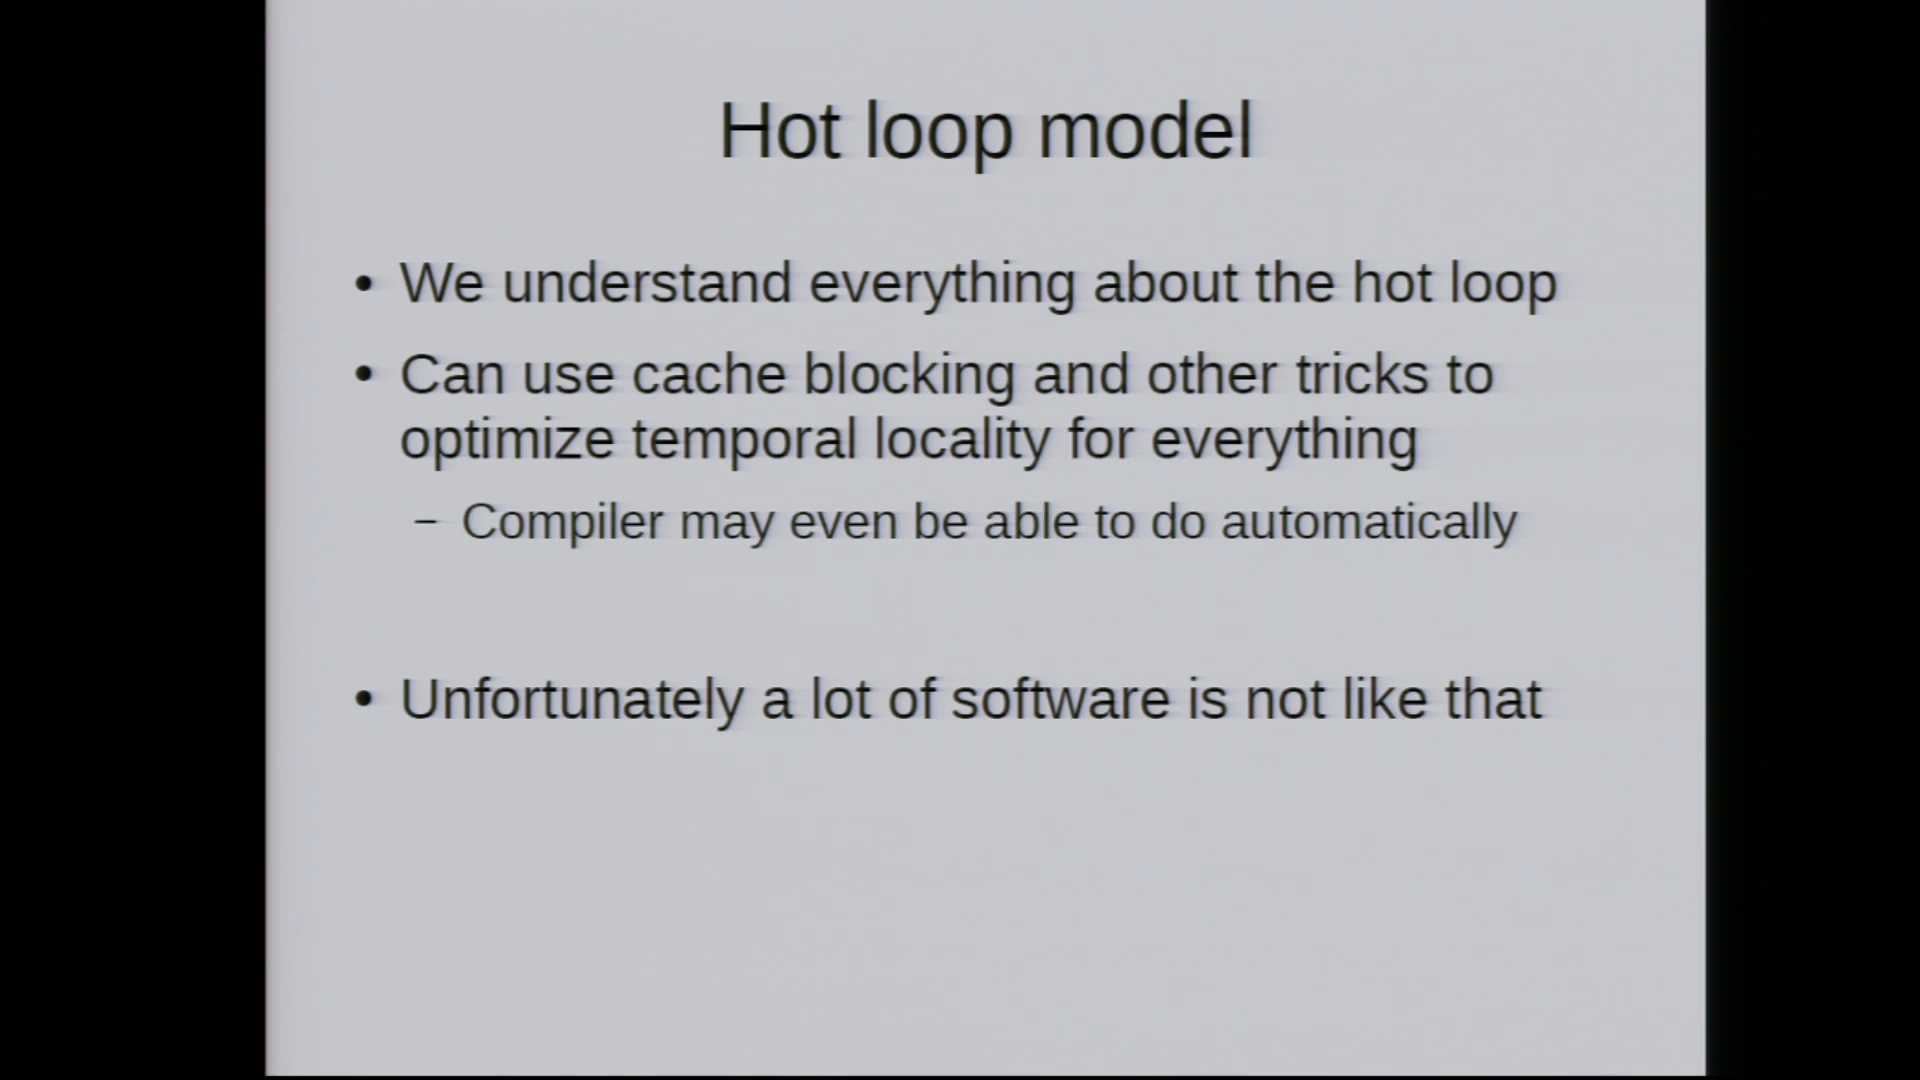 Hot loop model
• We understand everything about the hot loop
• Can use cache blocking and other tricks to
optimize temporal locality for everything
– Compiler may even be able to do automatically
• Unfortunately a lot of software is not like that